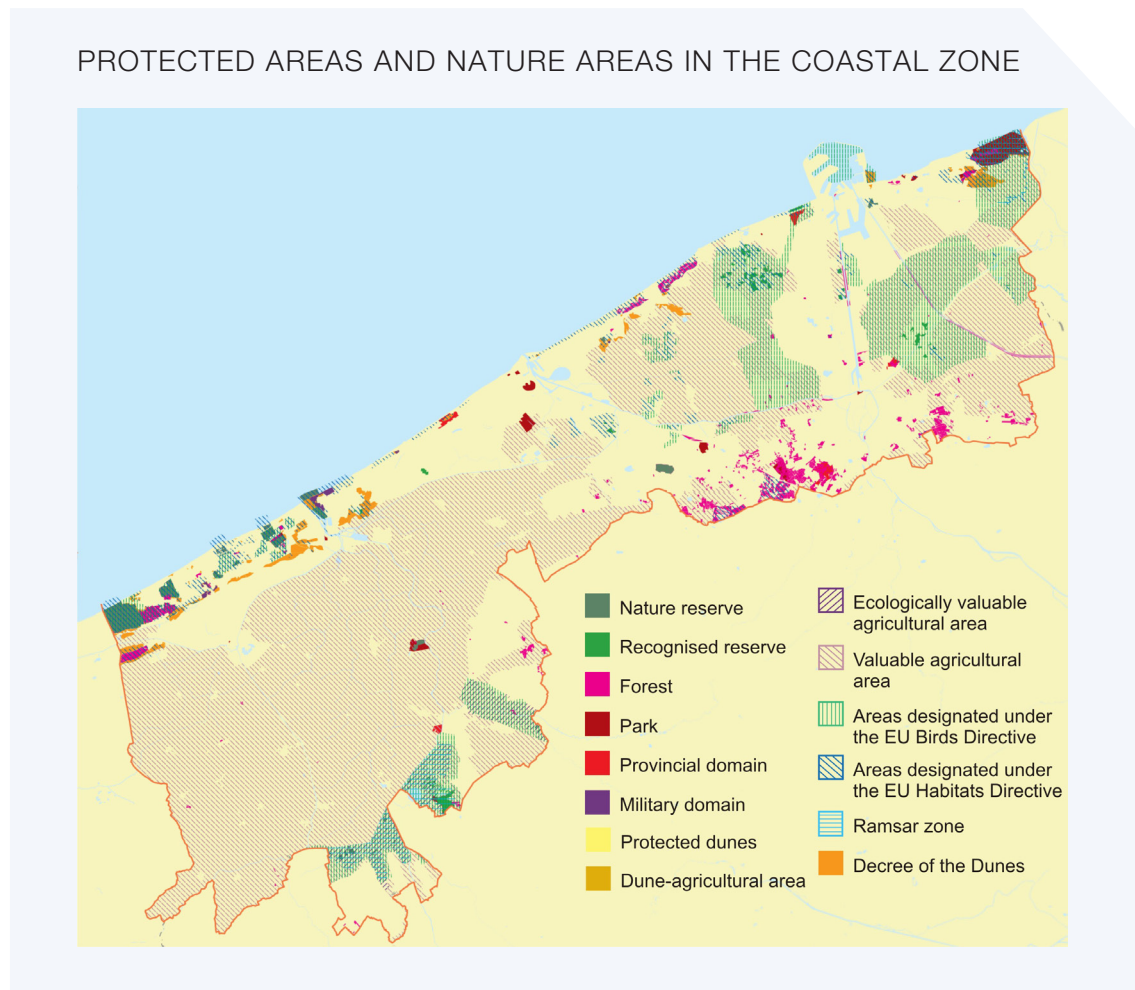 PROTECTED AREAS AND NATURE AREAS IN THE COASTAL ZONE
Nature reserve
Recognised reserve
Forest
Park
Provincial domain
Military domain
Protected dunes
Dune-agricultural area
Ecologically valuable
agricultural area
Valuable agricultural
area
Areas designated under
the EU Birds Directive
Areas designated under
the EU Habitats Directive
Ramsar zone
Decree of the Dunes